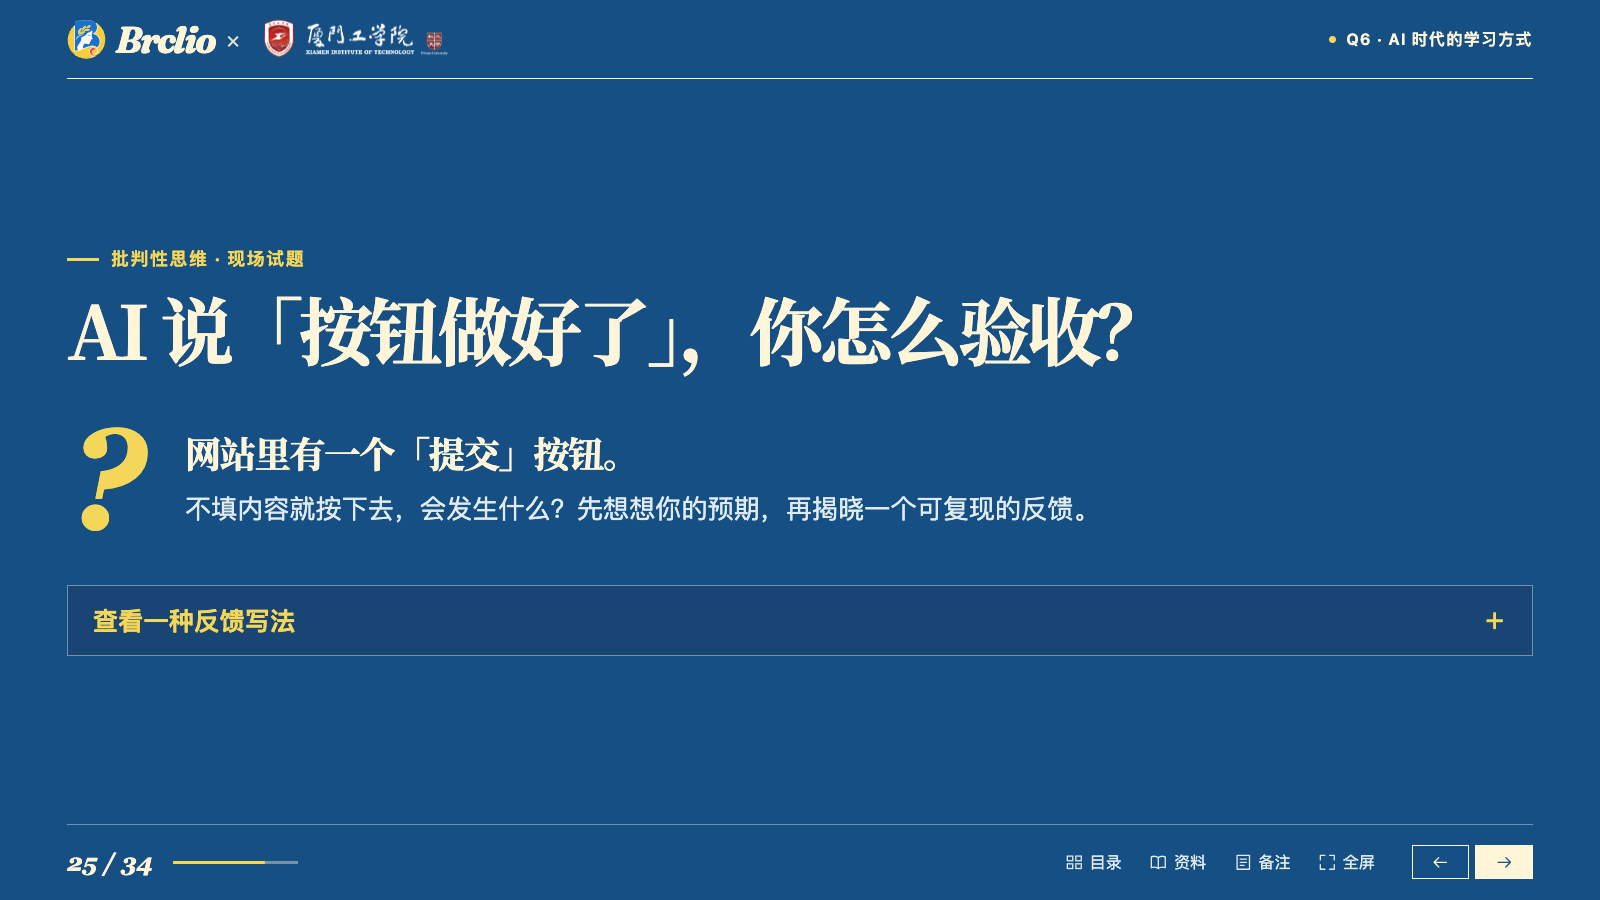 Brclio × 厦门工学院
XIAMEN INSTITUTE OF TECHNOLOGY
Q6 · AI 时代的学习方式
批判性思维 · 现场试题
AI 说「按钮做好了」，你怎么验收？
?
网站里有一个「提交」按钮。
不填内容就按下去，会发生什么？先想想你的预期，再揭晓一个可复现的反馈。
查看一种反馈写法 +
25 / 34
目录 资料 备注 全屏 ← →